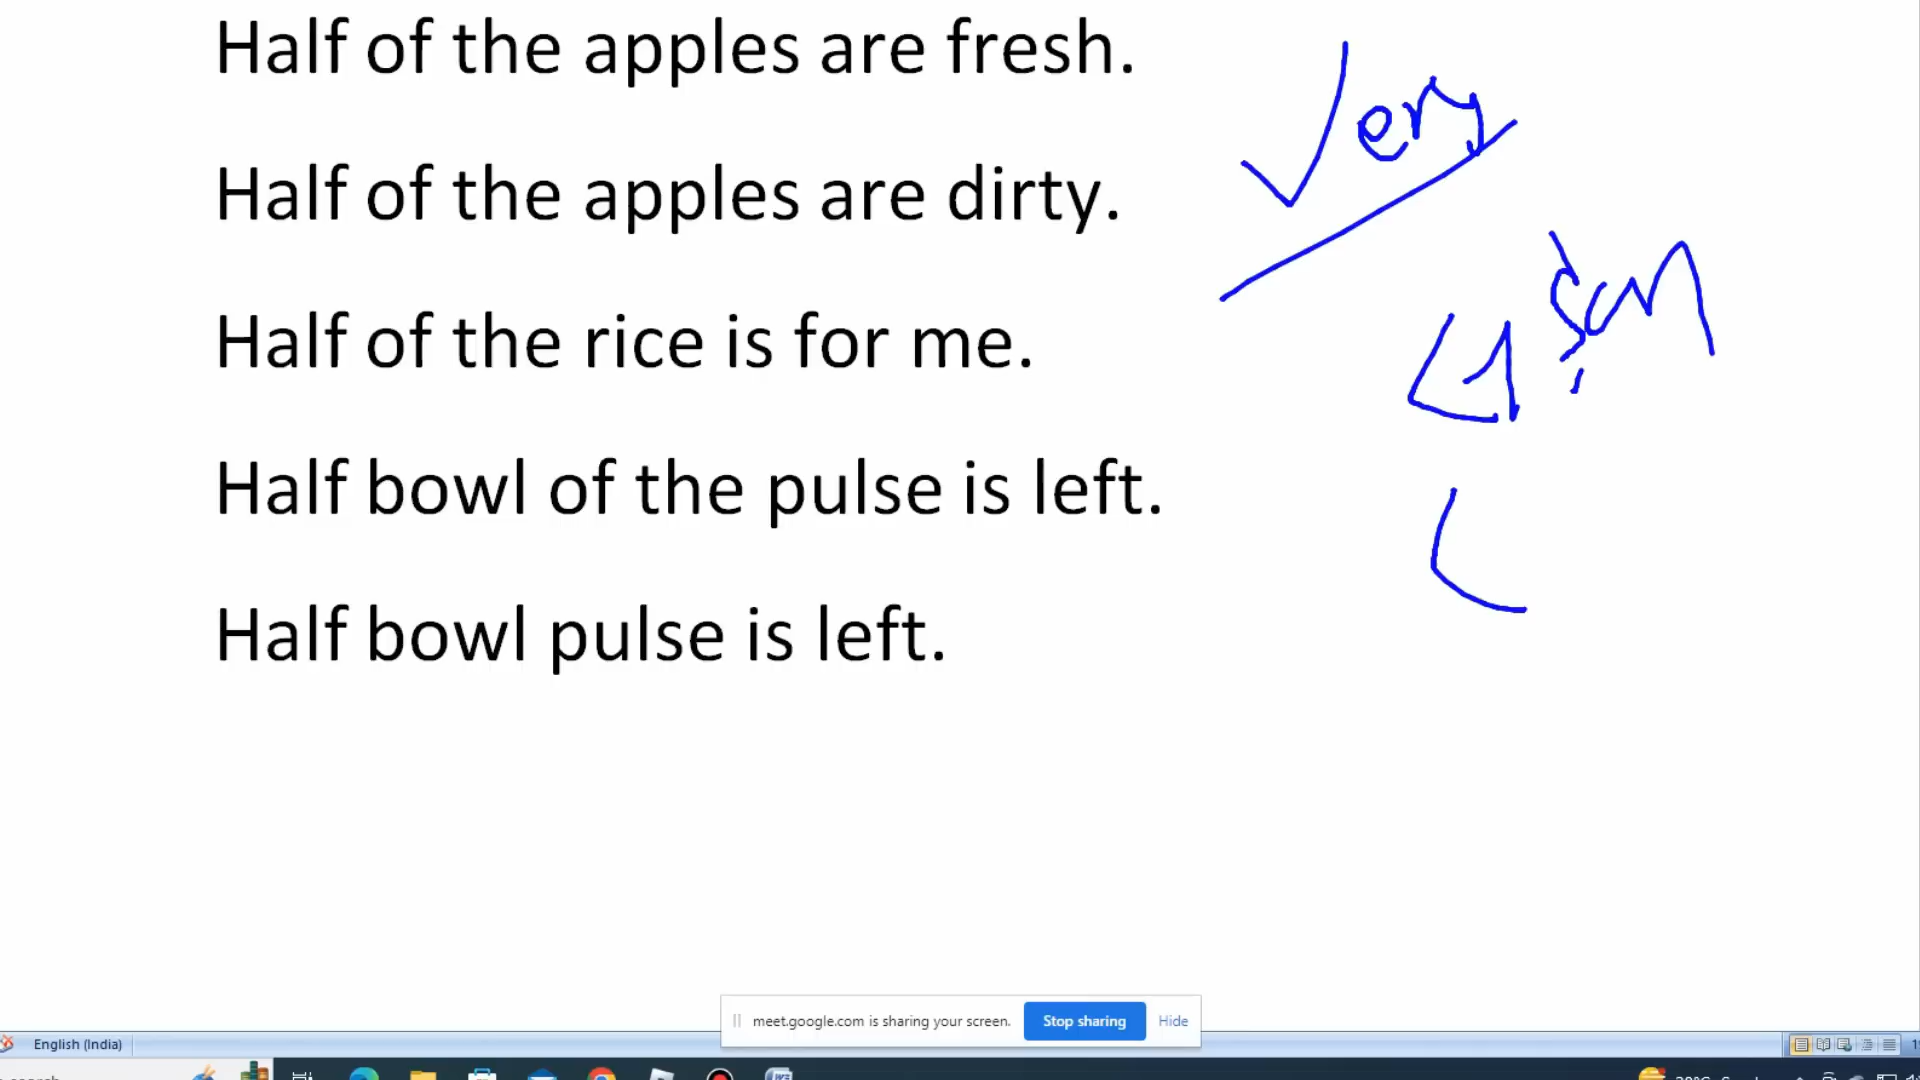 Half of the apples are fresh.
Very
Half of the apples are dirty.
Half of the rice is for me.
Half bowl of the pulse is left.
Half bowl pulse is left.
meet.google.com is sharing your screen. Stop sharing Hide
English (India)